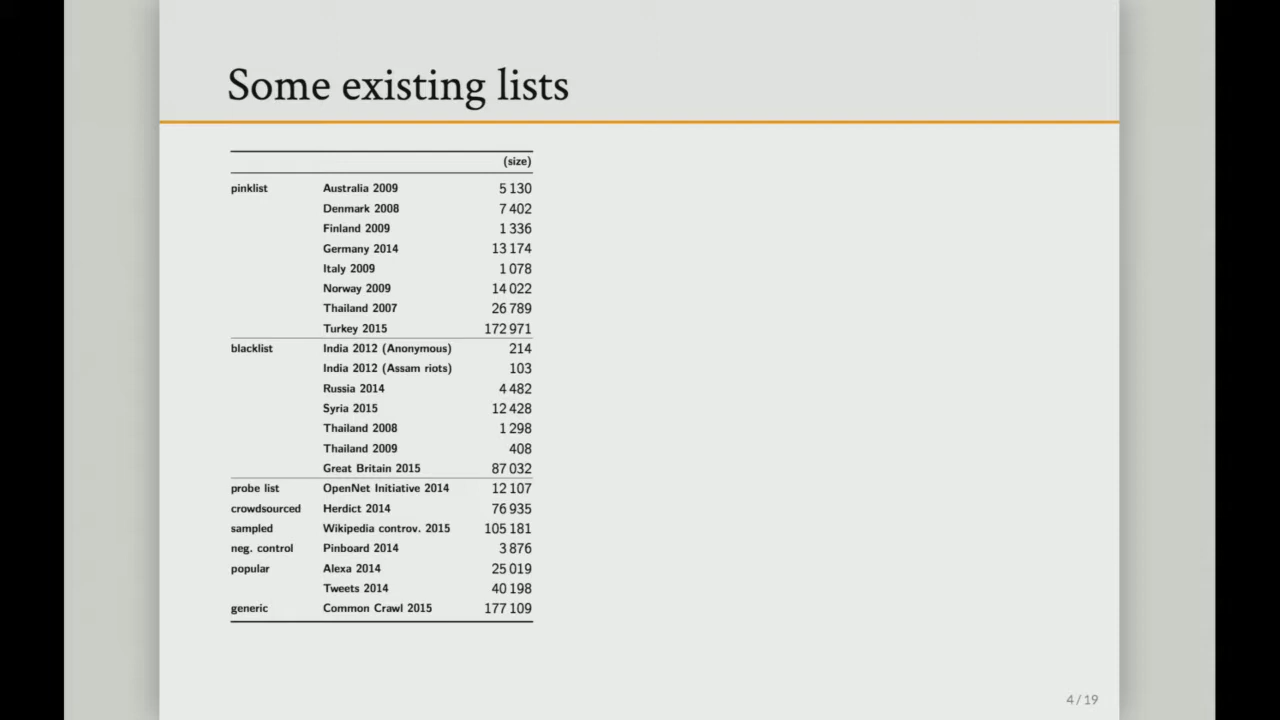 Some existing lists
(size)
pinklist Australia 2009 5 130
Denmark 2008 7 402
Finland 2009 1 336
Germany 2014 13 174
Italy 2009 1 078
Norway 2009 14 022
Thailand 2007 26 789
Turkey 2015 172 971
blacklist India 2012 (Anonymous) 214
India 2012 (Assam riots) 103
Russia 2014 4 482
Syria 2015 12 428
Thailand 2008 1 298
Thailand 2009 408
Great Britain 2015 87 032
probe list OpenNet Initiative 2014 12 107
crowdsourced Herdict 2014 76 935
sampled Wikipedia controv. 2015 105 181
neg. control Pinboard 2014 3 876
popular Alexa 2014 25 019
Tweets 2014 40 198
generic Common Crawl 2015 177 109
4 / 19